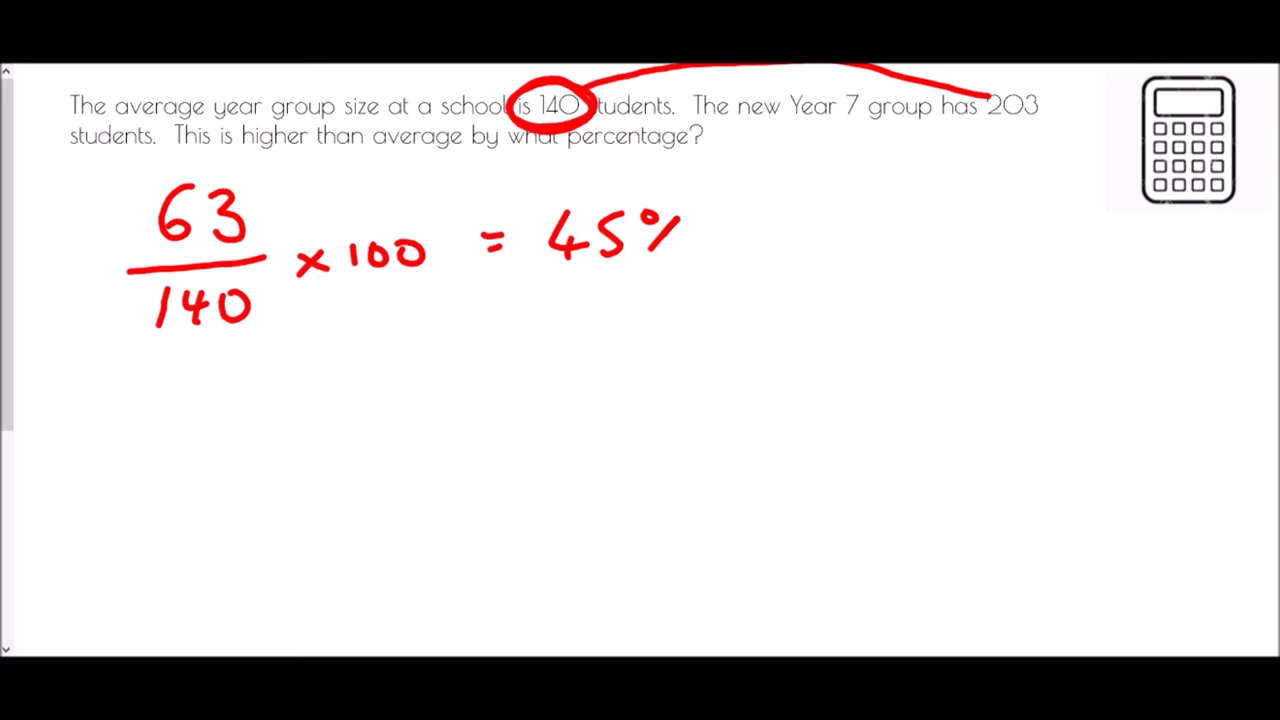 The average year group size at a school is 140 students. The new Year 7 group has 203
students. This is higher than average by what percentage?
63
140
× 100 = 45%